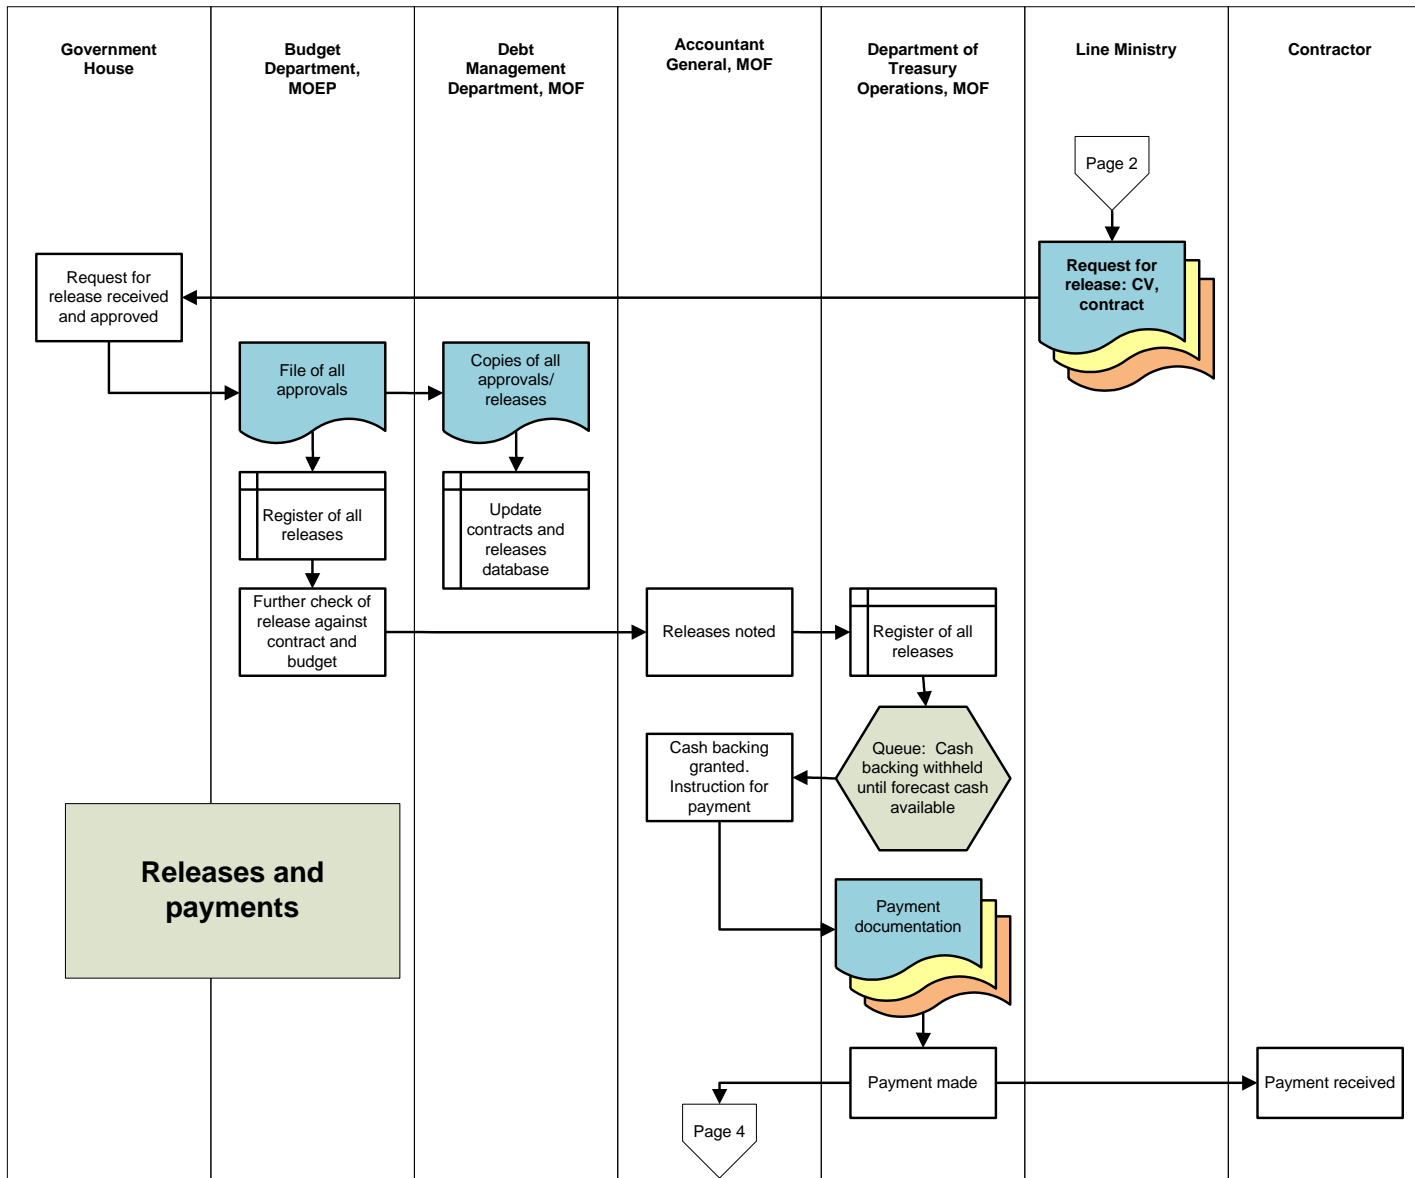 Government
House
Budget
Department,
MOEP
Debt
Management
Department, MOF
Accountant
General, MOF
Department of
Treasury
Operations, MOF
Line Ministry
Contractor
Page 2
Request for
release: CV,
contract
Request for
release received
and approved
File of all
approvals
Copies of all
approvals/
releases
Register of all
releases
Update
contracts and
releases
database
Further check of
release against
contract and
budget
Releases noted
Register of all
releases
Queue: Cash
backing withheld
until forecast cash
available
Cash backing
granted.
Instruction for
payment
Releases and
payments
Payment
documentation
Payment made
Payment received
Page 4